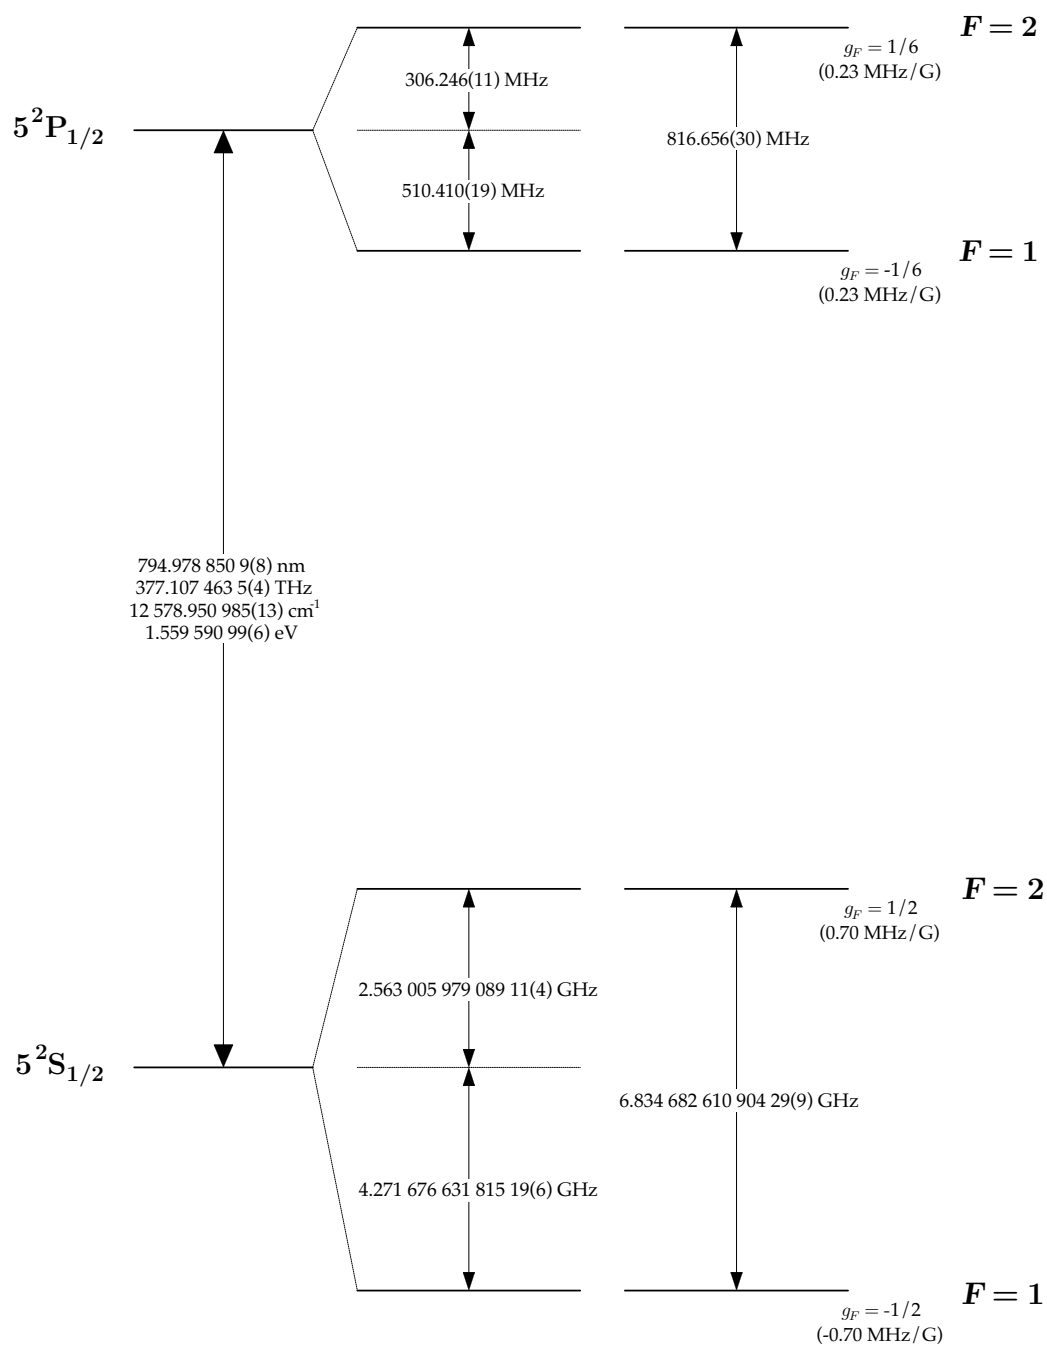 F = 2
g_F = 1/6
(0.23 MHz/G)
306.246(11) MHz
5 ²P₁/₂
816.656(30) MHz
510.410(19) MHz
F = 1
g_F = -1/6
(0.23 MHz/G)
794.978 850 9(8) nm
377.107 463 5(4) THz
12 578.950 985(13) cm⁻¹
1.559 590 99(6) eV
F = 2
g_F = 1/2
(0.70 MHz/G)
2.563 005 979 089 11(4) GHz
5 ²S₁/₂
6.834 682 610 904 29(9) GHz
4.271 676 631 815 19(6) GHz
F = 1
g_F = -1/2
(-0.70 MHz/G)